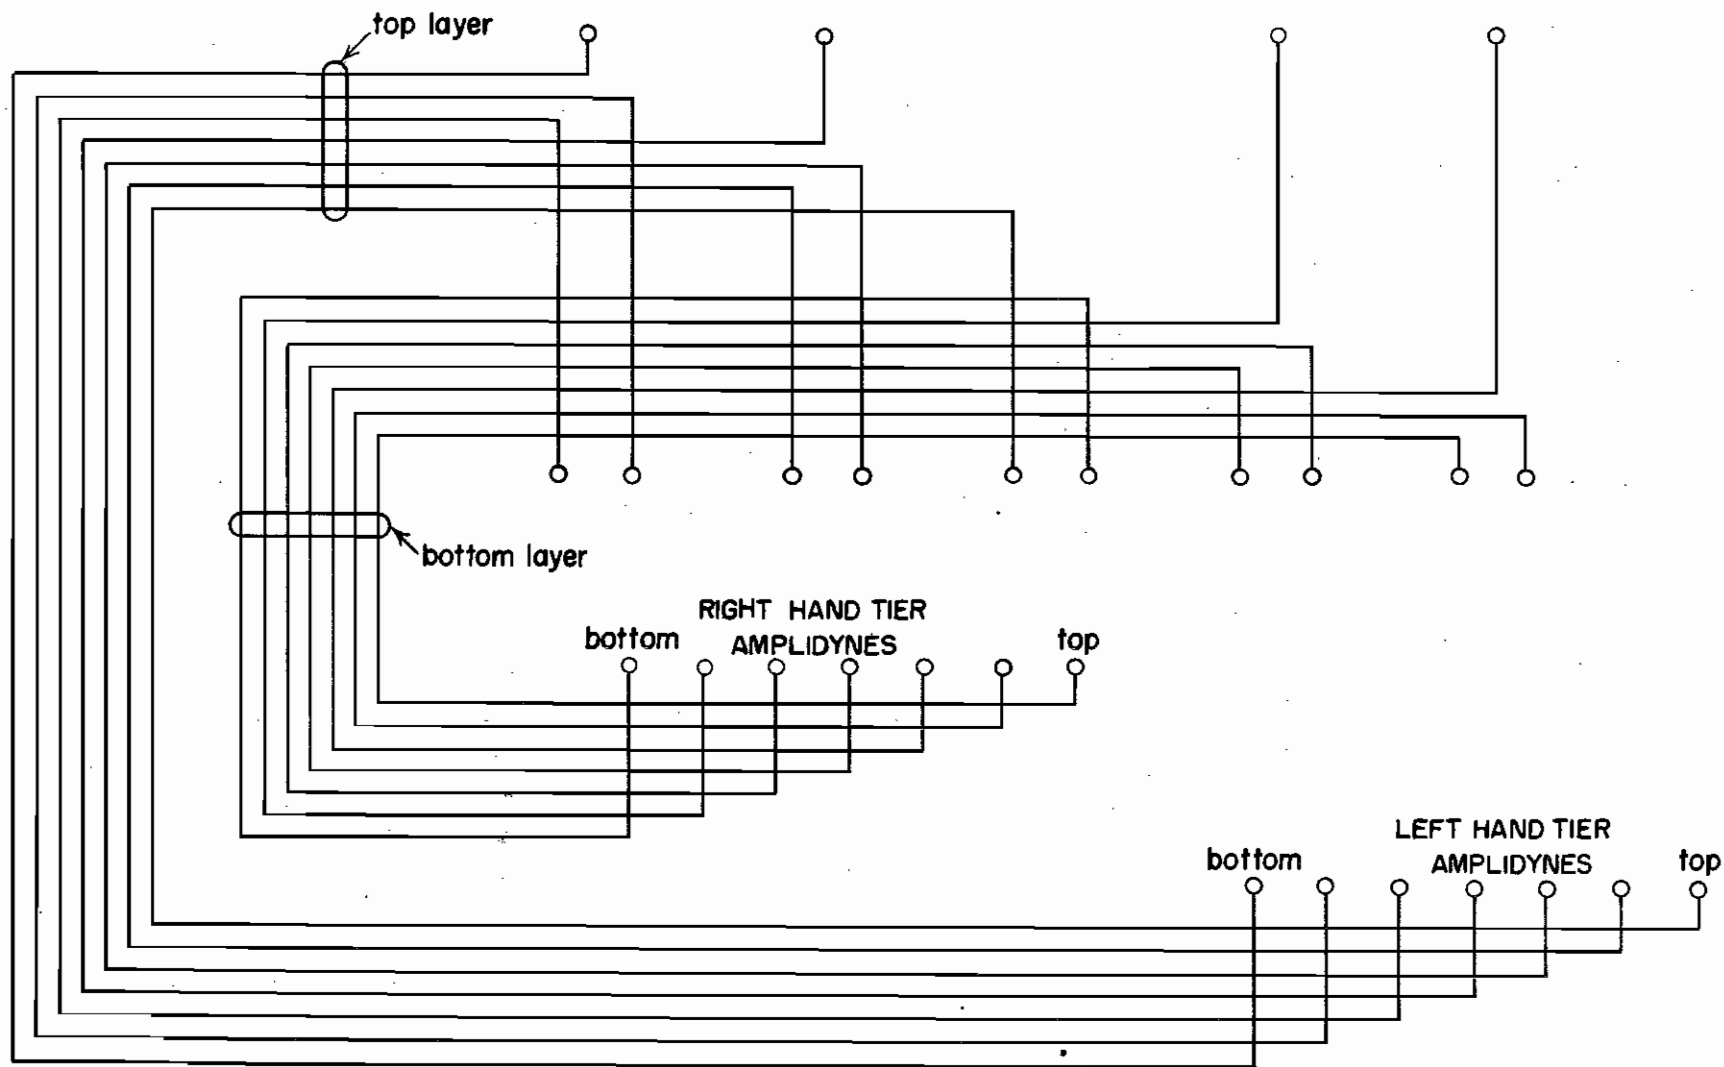 top layer
bottom layer
RIGHT HAND TIER
AMPLIDYNES
bottom
top
LEFT HAND TIER
AMPLIDYNES
bottom
top